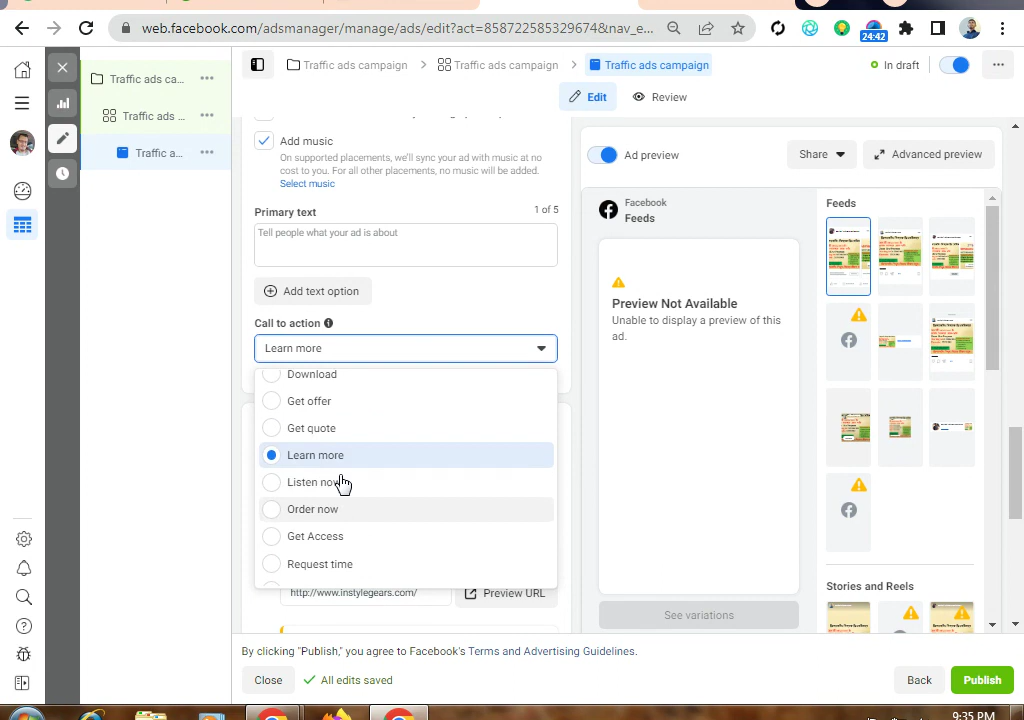 web.facebook.com/adsmanager/manage/ads/edit?act=858722585329674&nav_e...
24:42
Traffic ads ca...
Traffic ads ...
Traffic a...
Traffic ads campaign
Traffic ads campaign
Traffic ads campaign
In draft
Edit
Review
Add music
On supported placements, we'll sync your ad with music at no
cost to you. For all other placements, no music will be added.
Select music
Primary text
1 of 5
Tell people what your ad is about
Add text option
Call to action
Learn more
Download
Get offer
Get quote
Learn more
Listen now
Order now
Get Access
Request time
http://www.instylegears.com/
Preview URL
Ad preview
Share
Advanced preview
Facebook
Feeds
Preview Not Available
Unable to display a preview of this
ad.
See variations
Feeds
Stories and Reels
By clicking "Publish," you agree to Facebook's Terms and Advertising Guidelines.
Close
All edits saved
Back
Publish
9:35 PM